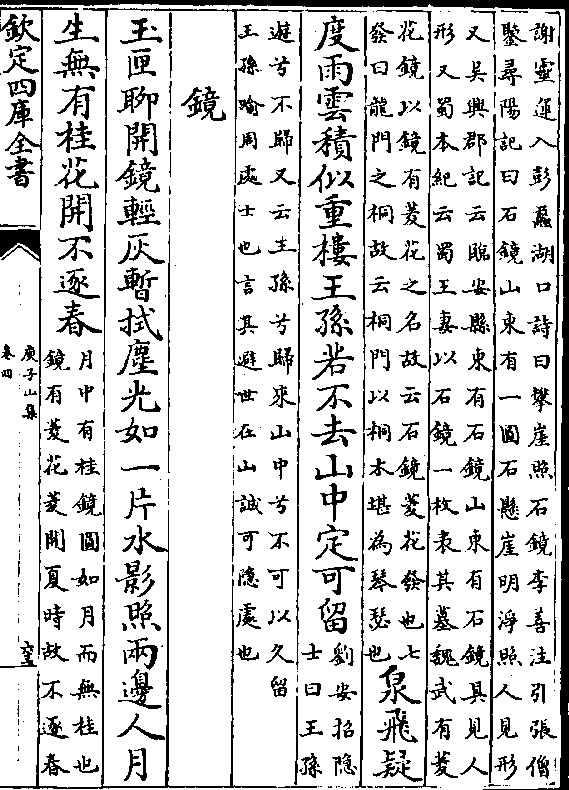 謝靈運入彭蠡湖口詩曰攀崖照石鏡李善注引張僧
鑒尋陽記曰石鏡山東有一圓石懸崖明淨照人見形
又吳興郡記云臨安縣東有石鏡山東有石鏡具見人
形又蜀本紀云蜀王妻以石鏡一枚表其墓魏武有菱
花鏡以鏡有菱花之名故云石鏡菱花發也七
發曰龍門之桐故云桐門以桐木堪為琴瑟也
泉飛疑
度雨雲積似重樓王孫若不去山中定可留
劉安招隠
士曰王孫
遊兮不歸又云王孫兮歸來山中兮不可以久留
王孫喻周處士也言其避世在山誠可隠處也
鏡
玉匣聊開鏡輕灰暫拭塵光如一片水影照兩邊人月
生無有桂花開不逐春
月中有桂鏡圓如月而無桂也
鏡有菱花菱開夏時故不逐春
欽定四庫全書
庾子山集
卷四